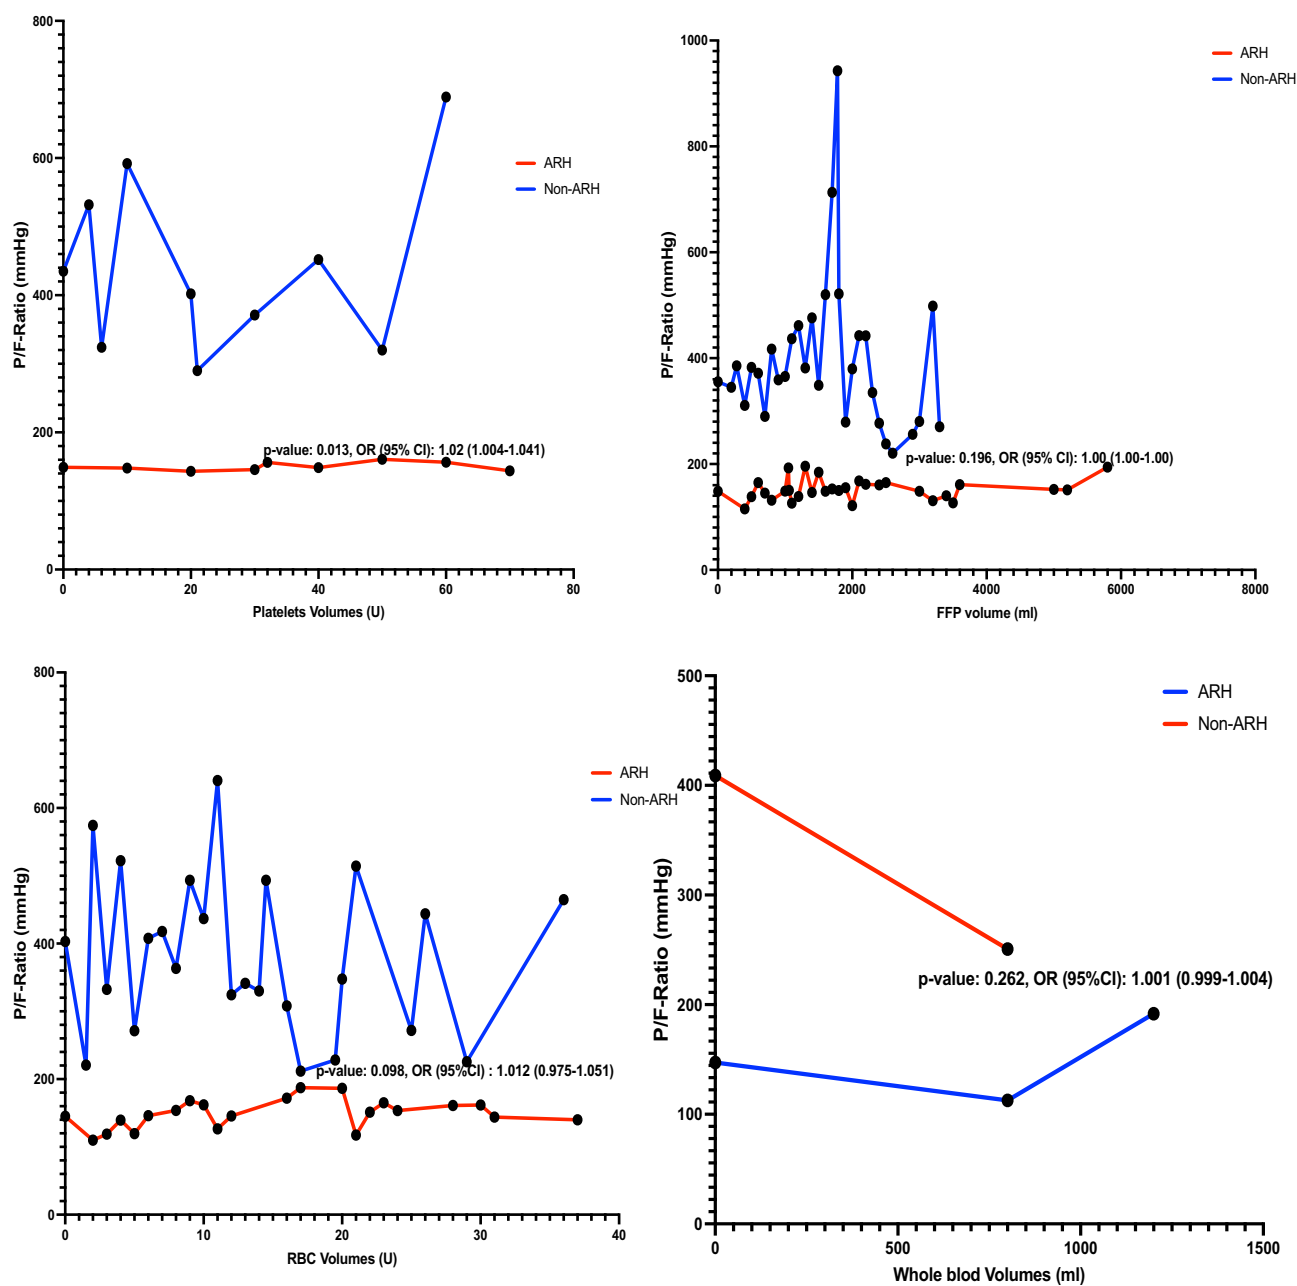 800
600
400
200
0
P/F-Ratio (mmHg)
ARH
Non-ARH
p-value: 0.013, OR (95% CI): 1.02 (1.004-1.041)
0 20 40 60 80
Platelets Volumes (U)
1000
800
600
400
200
0
P/F-Ratio (mmHg)
ARH
Non-ARH
p-value: 0.196, OR (95% CI): 1.00 (1.00-1.00)
0 2000 4000 6000 8000
FFP volume (ml)
800
600
400
200
0
P/F-Ratio (mmHg)
ARH
Non-ARH
p-value: 0.098, OR (95%CI) : 1.012 (0.975-1.051)
0 10 20 30 40
RBC Volumes (U)
500
400
300
200
100
0
P/F-Ratio (mmHg)
ARH
Non-ARH
p-value: 0.262, OR (95%CI): 1.001 (0.999-1.004)
0 500 1000 1500
Whole blod Volumes (ml)